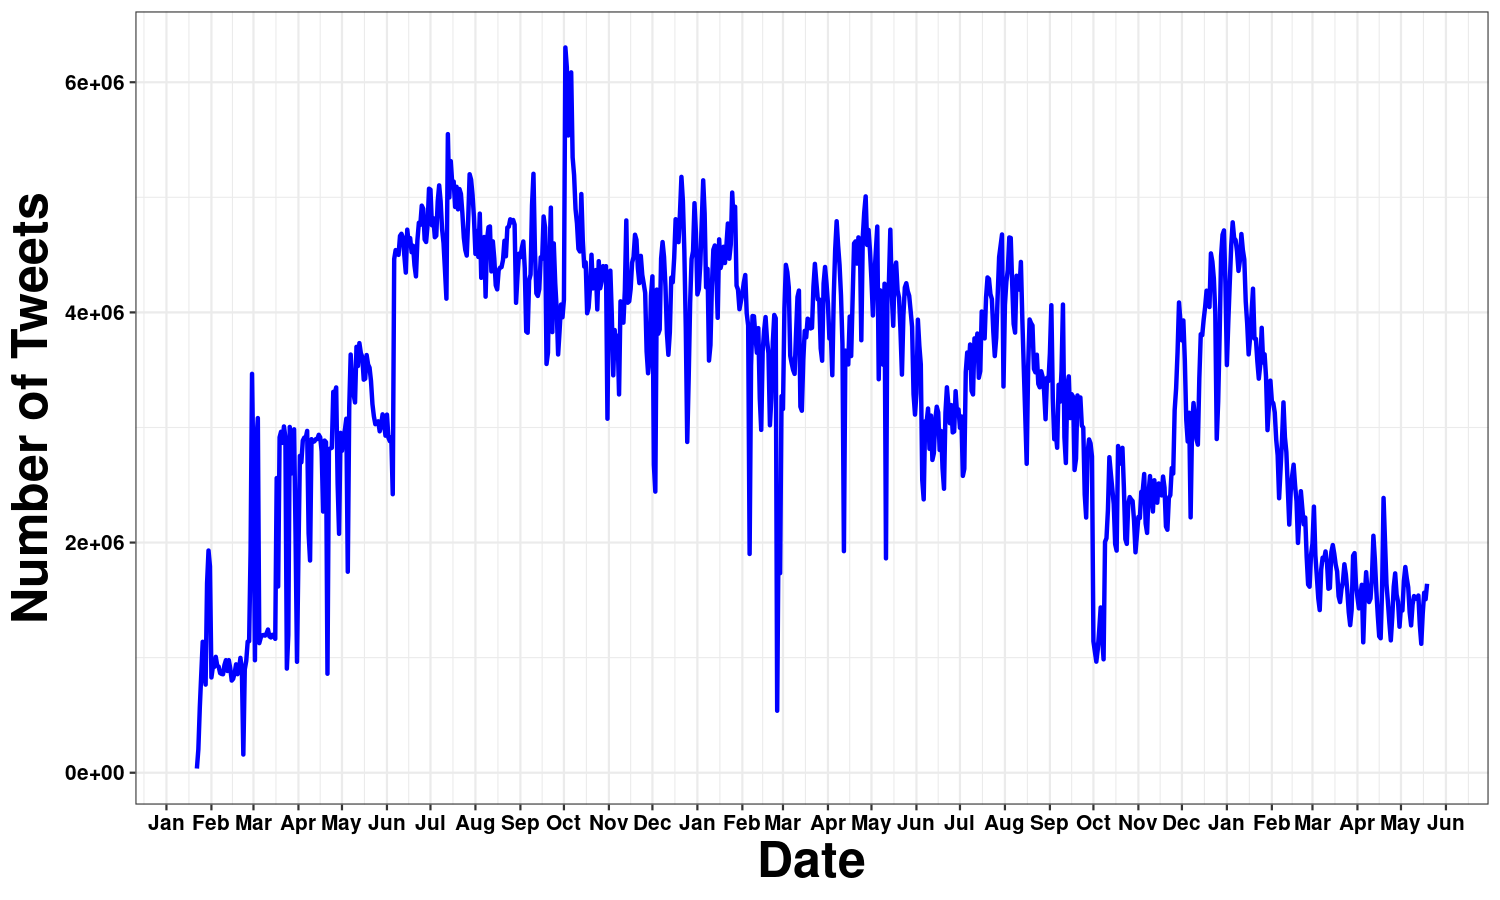 Number of Tweets
6e+06
4e+06
2e+06
0e+00
Jan Feb Mar Apr May Jun Jul Aug Sep Oct Nov Dec Jan Feb Mar Apr May Jun Jul Aug Sep Oct Nov Dec Jan Feb Mar Apr May Jun
Date